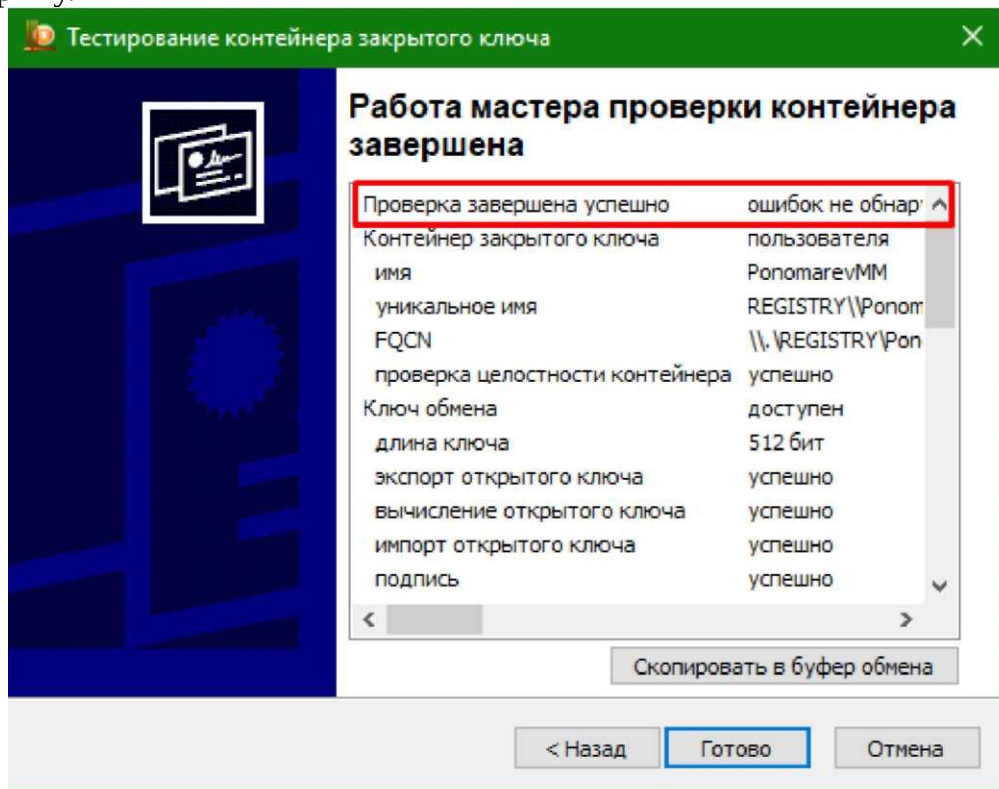 Тестирование контейнера закрытого ключа
Работа мастера проверки контейнера
завершена
Проверка завершена успешно ошибок не обнар
Контейнер закрытого ключа пользователя
имя PonomarevMM
уникальное имя REGISTRY\\Ponom
FQCN \\.\REGISTRY\Pon
проверка целостности контейнера успешно
Ключ обмена доступен
длина ключа 512 бит
экспорт открытого ключа успешно
вычисление открытого ключа успешно
импорт открытого ключа успешно
подпись успешно
Скопировать в буфер обмена
< Назад Готово Отмена